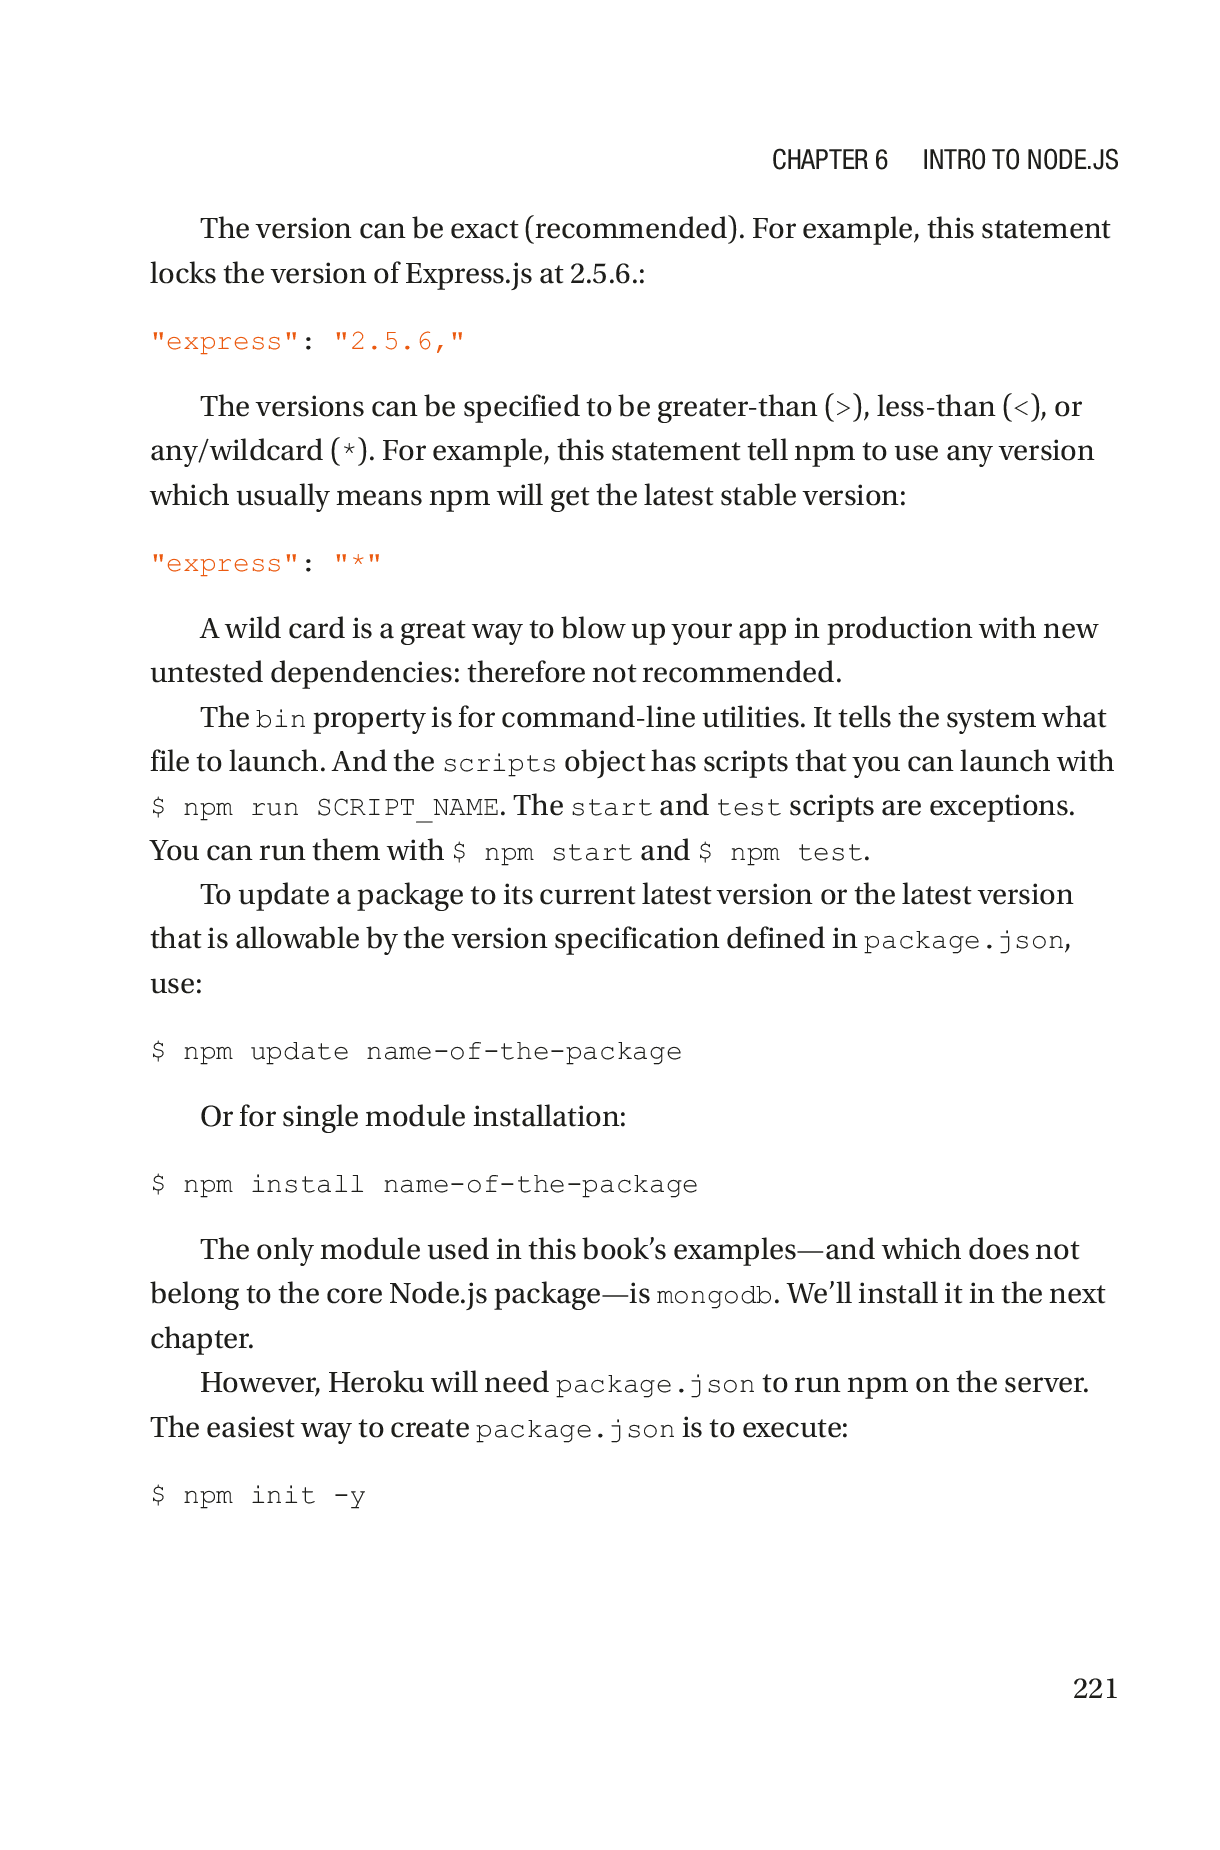 CHAPTER 6 INTRO TO NODE.JS
The version can be exact (recommended). For example, this statement
locks the version of Express.js at 2.5.6.:
"express": "2.5.6,"
The versions can be specified to be greater-than (>), less-than (<), or
any/wildcard (*). For example, this statement tell npm to use any version
which usually means npm will get the latest stable version:
"express": "*"
A wild card is a great way to blow up your app in production with new
untested dependencies: therefore not recommended.
The bin property is for command-line utilities. It tells the system what
file to launch. And the scripts object has scripts that you can launch with
$ npm run SCRIPT_NAME. The start and test scripts are exceptions.
You can run them with $ npm start and $ npm test.
To update a package to its current latest version or the latest version
that is allowable by the version specification defined in package.json,
use:
$ npm update name-of-the-package
Or for single module installation:
$ npm install name-of-the-package
The only module used in this book’s examples—and which does not
belong to the core Node.js package—is mongodb. We’ll install it in the next
chapter.
However, Heroku will need package.json to run npm on the server.
The easiest way to create package.json is to execute:
$ npm init -y
221